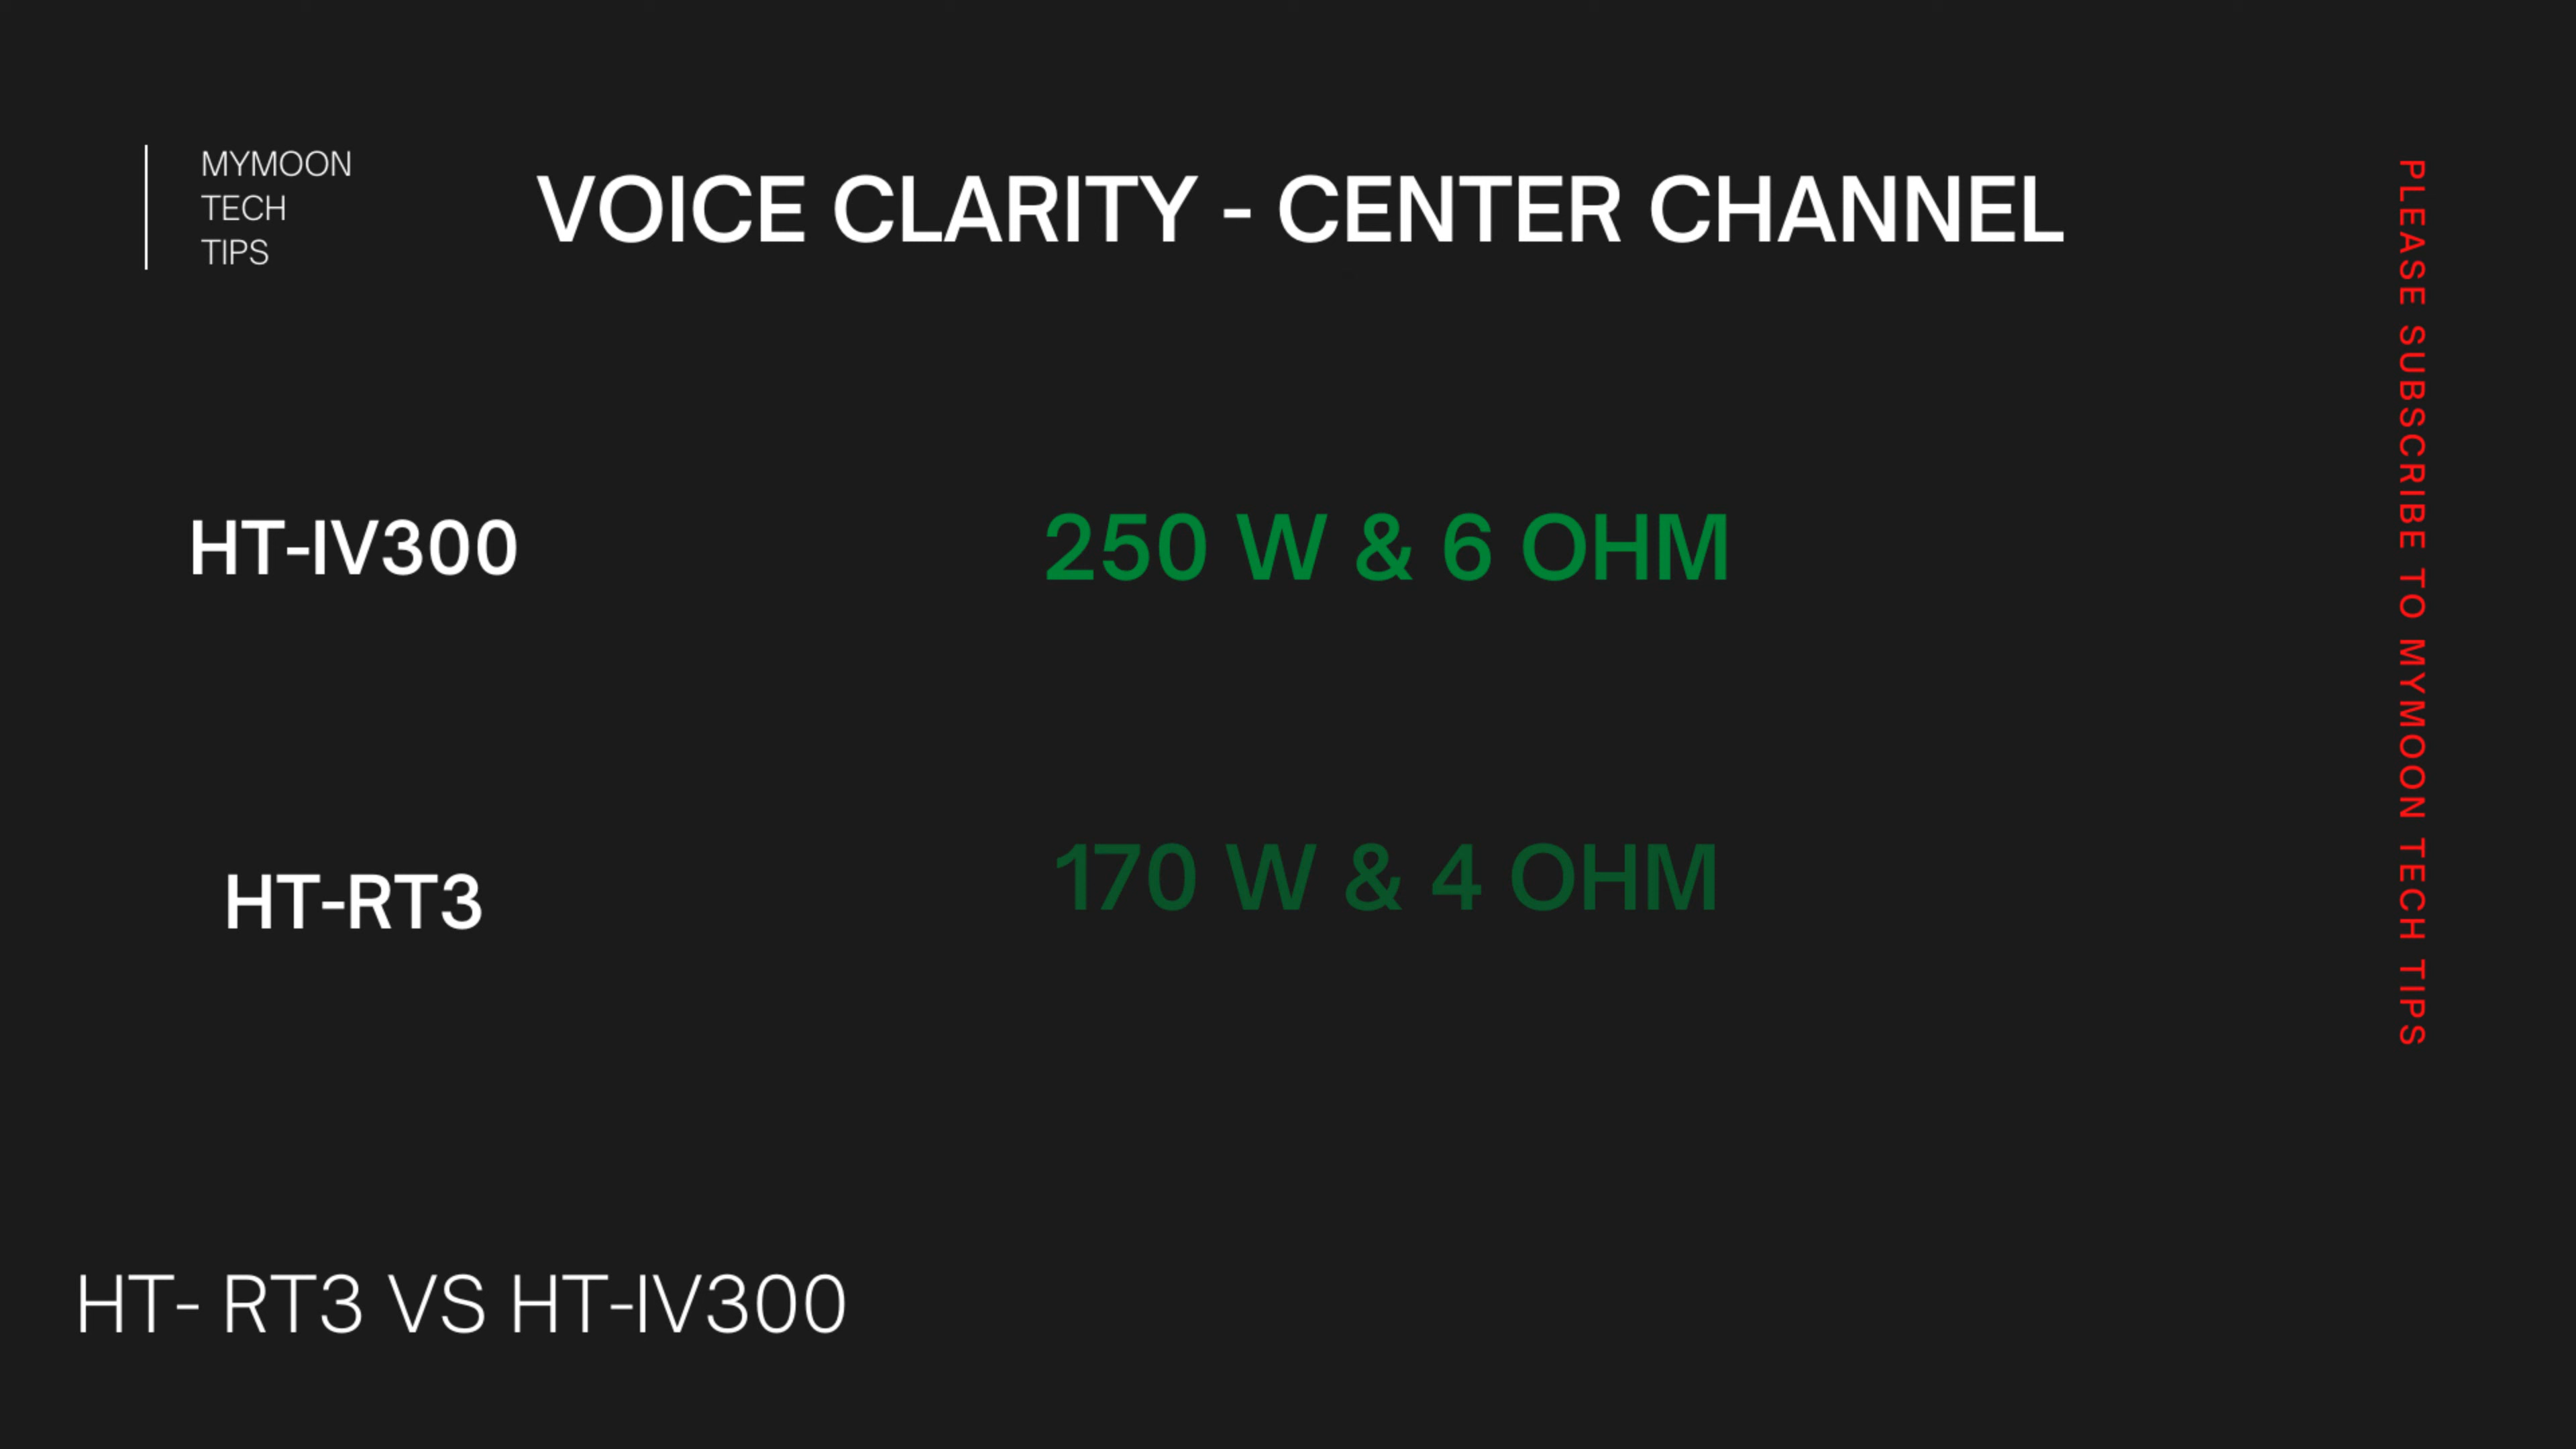 MYMOON
TECH
TIPS
VOICE CLARITY - CENTER CHANNEL
HT-IV300
250 W & 6 OHM
HT-RT3
170 W & 4 OHM
HT- RT3 VS HT-IV300
PLEASE SUBSCRIBE TO MYMOON TECH TIPS